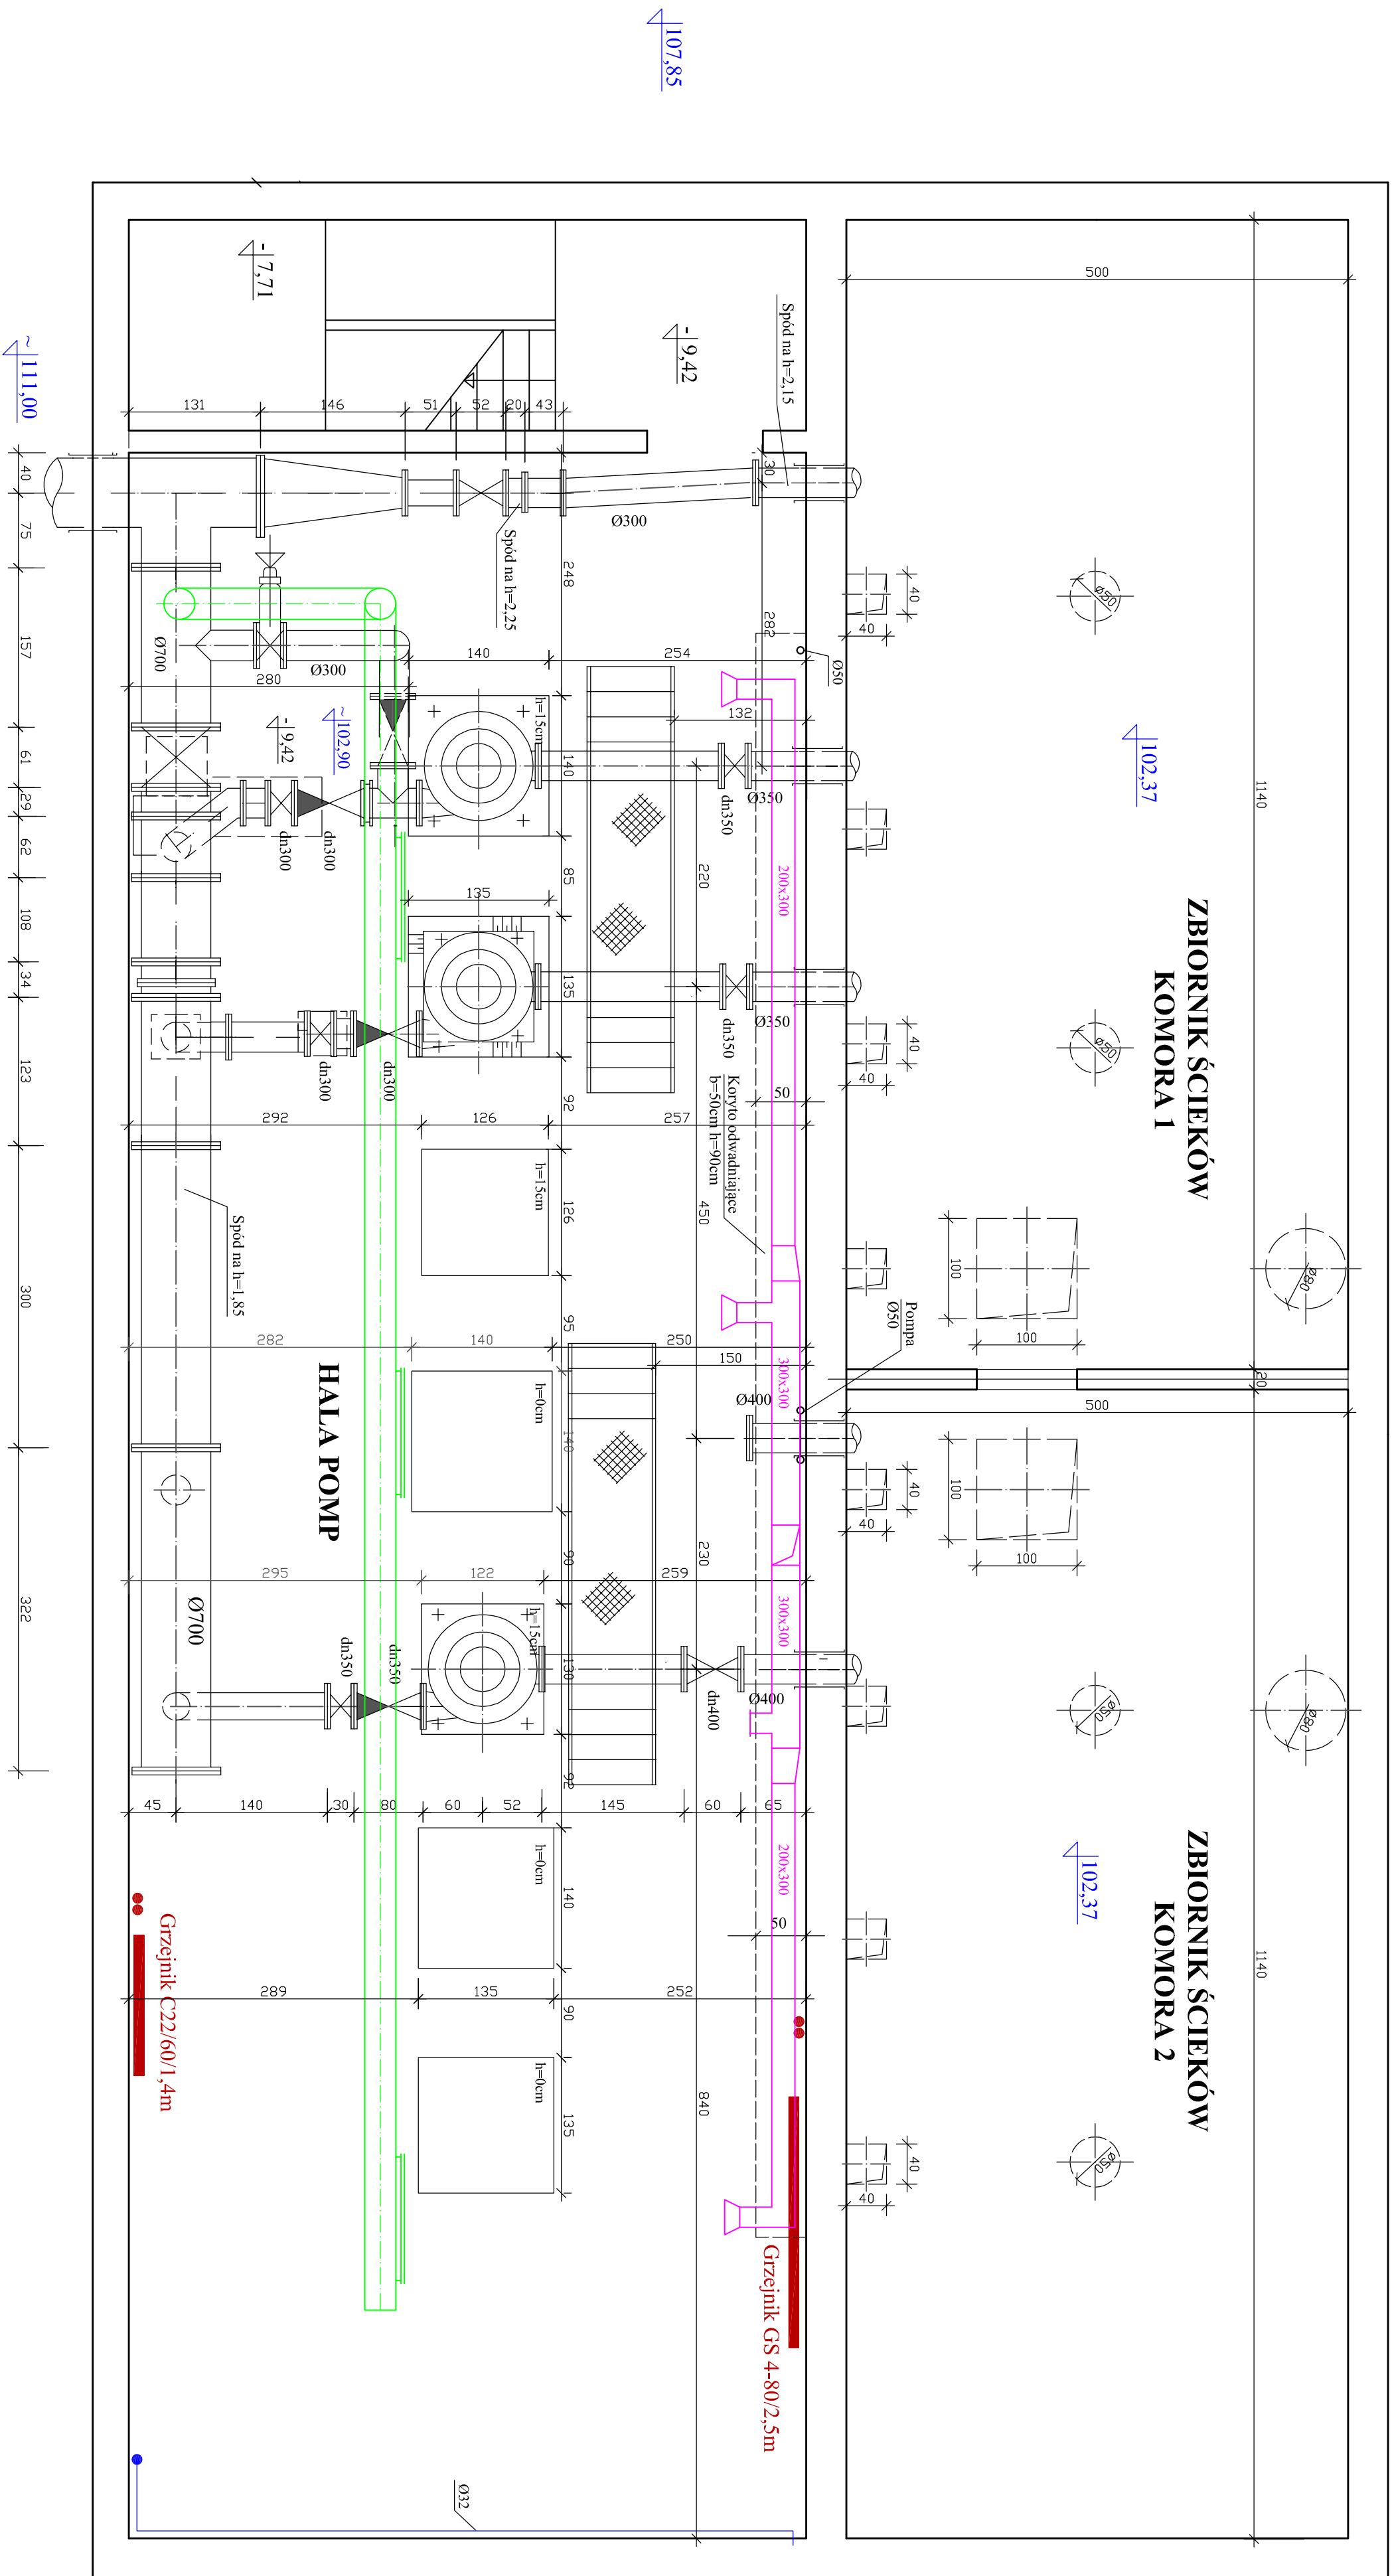 107,85
- 7,71
- 9,42
~ 111,00
Spód na h=2,15
500
1140
131
146
51
52
20
43
40
75
157
61
29
62
108
34
123
300
322
30
Ø300
Spód na h=2,25
248
282
Ø50
Ø700
Ø300
280
140
254
132
h=15cm
140
- 9,42
~102,90
dn300
dn300
dn350
Ø350
200x300
220
85
135
135
dn350
Ø350
dn300
dn300
92
50
Koryto odwadniające
b=50cm h=90cm
292
126
257
h=15cm
126
450
Spód na h=1,85
95
Pompa
Ø50
282
140
250
150
300x300
HALA POMP
h=0cm
140
Ø400
90
230
295
122
259
300x300
Ø700
h=15cm
130
dn350
dn350
dn400
Ø400
92
45
140
30
80
60
52
145
60
65
200x300
h=0cm
140
50
Grzejnik C22/60/1,4m
289
135
252
90
h=0cm
135
840
Grzejnik GS 4-80/2,5m
Ø32
40
40
ø50
102,37
ZBIORNIK ŚCIEKÓW
KOMORA 1
40
40
ø50
100
100
ø80
20
500
100
100
40
40
ø50
ø80
102,37
ZBIORNIK ŚCIEKÓW
KOMORA 2
1140
40
40
ø50